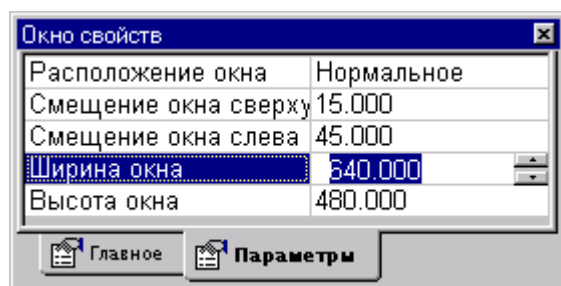 Окно свойств
Расположение окна Нормальное
Смещение окна сверху 15.000
Смещение окна слева 45.000
Ширина окна 640.000
Высота окна 480.000
Главное Параметры